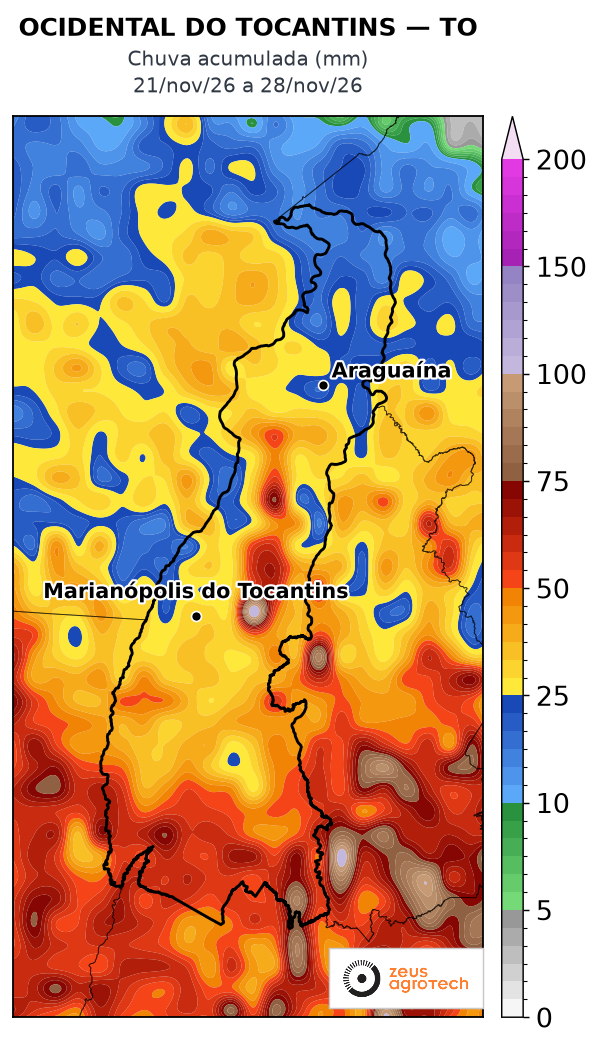 OCIDENTAL DO TOCANTINS — TO
Chuva acumulada (mm)
21/nov/26 a 28/nov/26
200
150
Araguaína
100
75
50
Marianópolis do Tocantins
25
10
5
0
zeus
agrotech